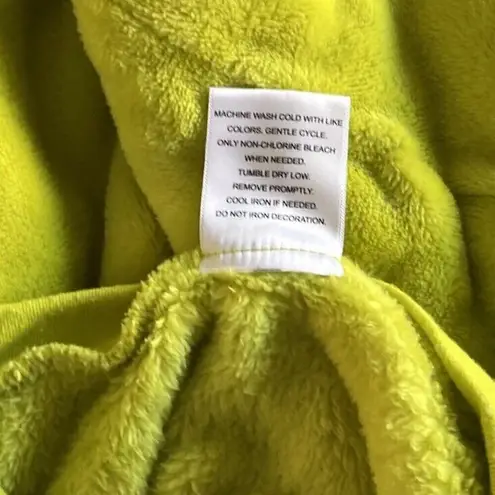 MACHINE WASH COLD WITH LIKE
COLORS. GENTLE CYCLE.
ONLY NON-CHLORINE BLEACH
WHEN NEEDED.
TUMBLE DRY LOW.
REMOVE PROMPTLY.
COOL IRON IF NEEDED.
DO NOT IRON DECORATION.